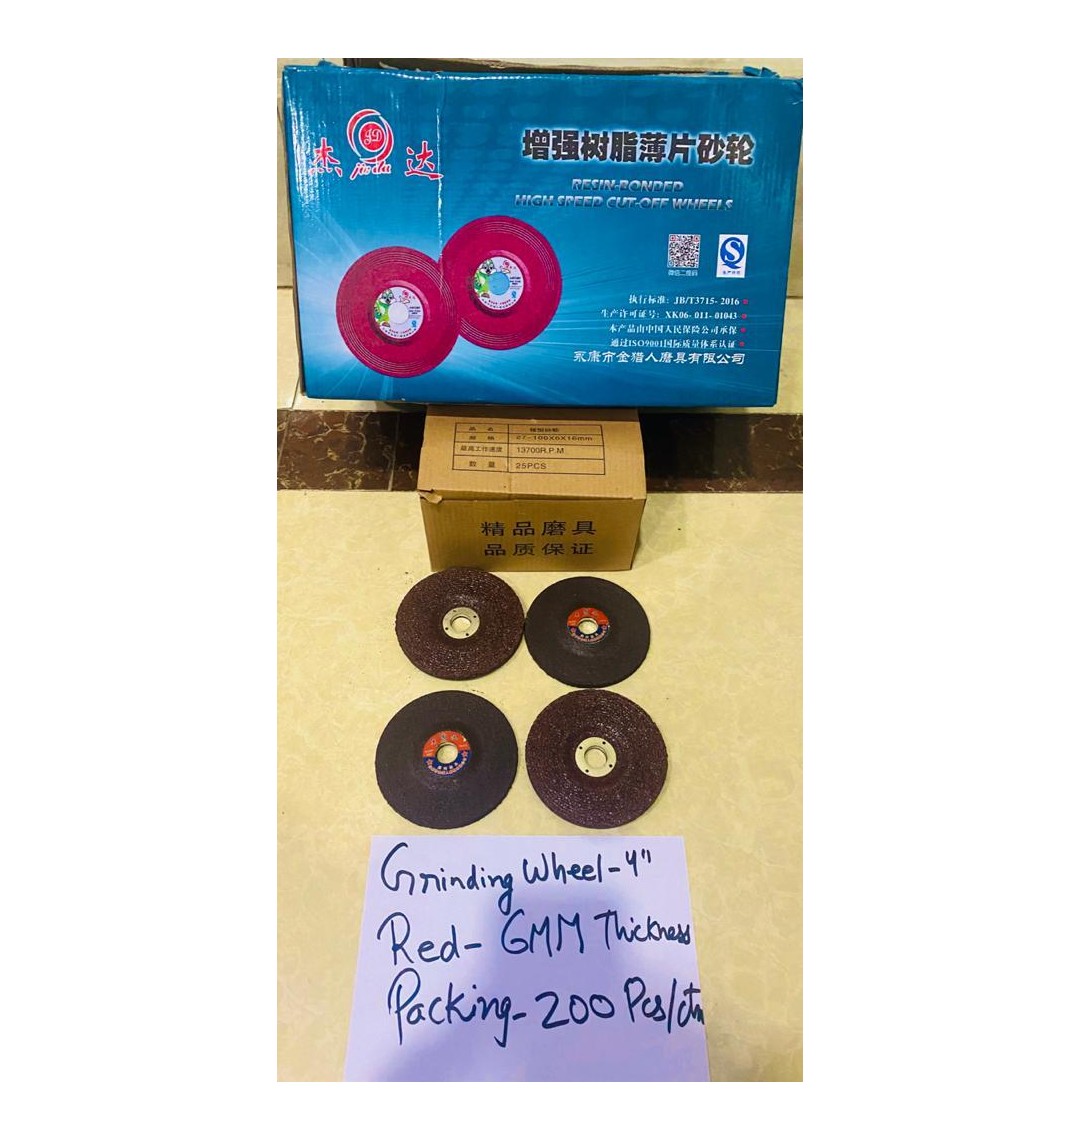 杰 JD 达
jie da
增强树脂薄片砂轮
RESIN-BONDED
HIGH SPEED CUT-OFF WHEELS
微信二维码
生产许可
执行标准: JB/T3715-2016
生产许可证号: XK06-011-01043
本产品由中国人民保险公司承保
通过ISO9001国际质量体系认证
永康市金猎人磨具有限公司
品 名
规 格 27-100X6X16mm
最高工作速度 13700R.P.M
数 量 25PCS
精品磨具
品质保证
Grinding Wheel-4"
Red- 6MM Thickness
Packing- 200 Pcs/ctn